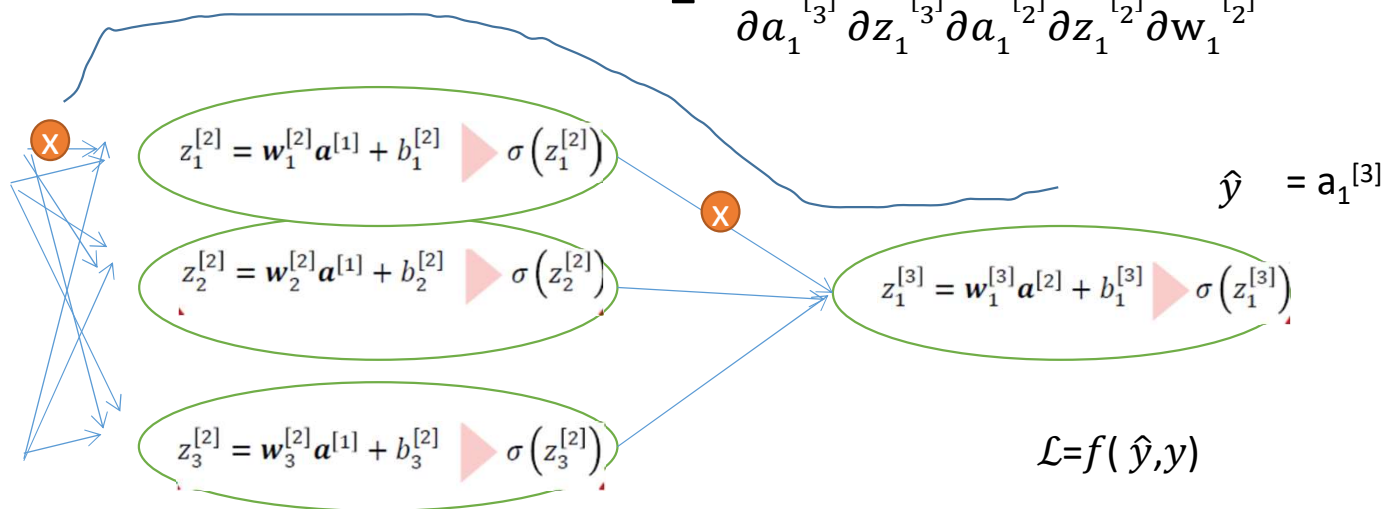 =
∂a₁^[3] ∂z₁^[3] ∂a₁^[2] ∂z₁^[2] ∂w₁^[2]
X
z₁^[2] = w₁^[2] a^[1] + b₁^[2] σ(z₁^[2])
X
ŷ = a₁^[3]
z₂^[2] = w₂^[2] a^[1] + b₂^[2] σ(z₂^[2])
z₁^[3] = w₁^[3] a^[2] + b₁^[3] σ(z₁^[3])
z₃^[2] = w₃^[2] a^[1] + b₃^[2] σ(z₃^[2])
ℒ=f( ŷ,y)